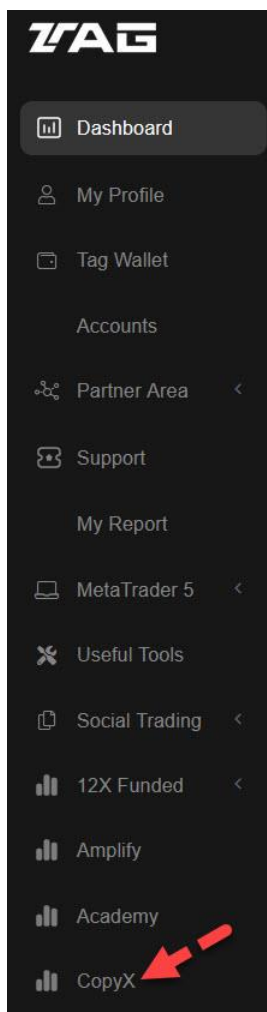 TAG
Dashboard
My Profile
Tag Wallet
Accounts
Partner Area
Support
My Report
MetaTrader 5
Useful Tools
Social Trading
12X Funded
Amplify
Academy
CopyX